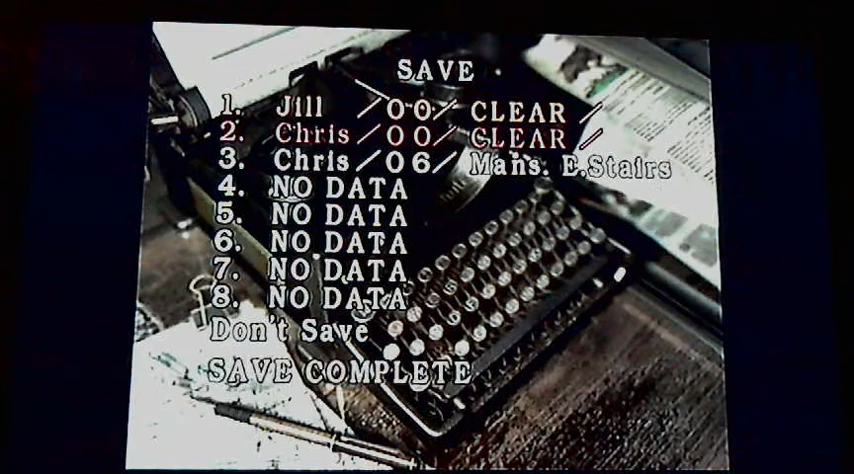 SAVE
1. Jill /00/ CLEAR /
2. Chris/00/ CLEAR /
3. Chris/06/ Mans. E.Stairs
4. NO DATA
5. NO DATA
6. NO DATA
7. NO DATA
8. NO DATA
Don't Save
SAVE COMPLETE